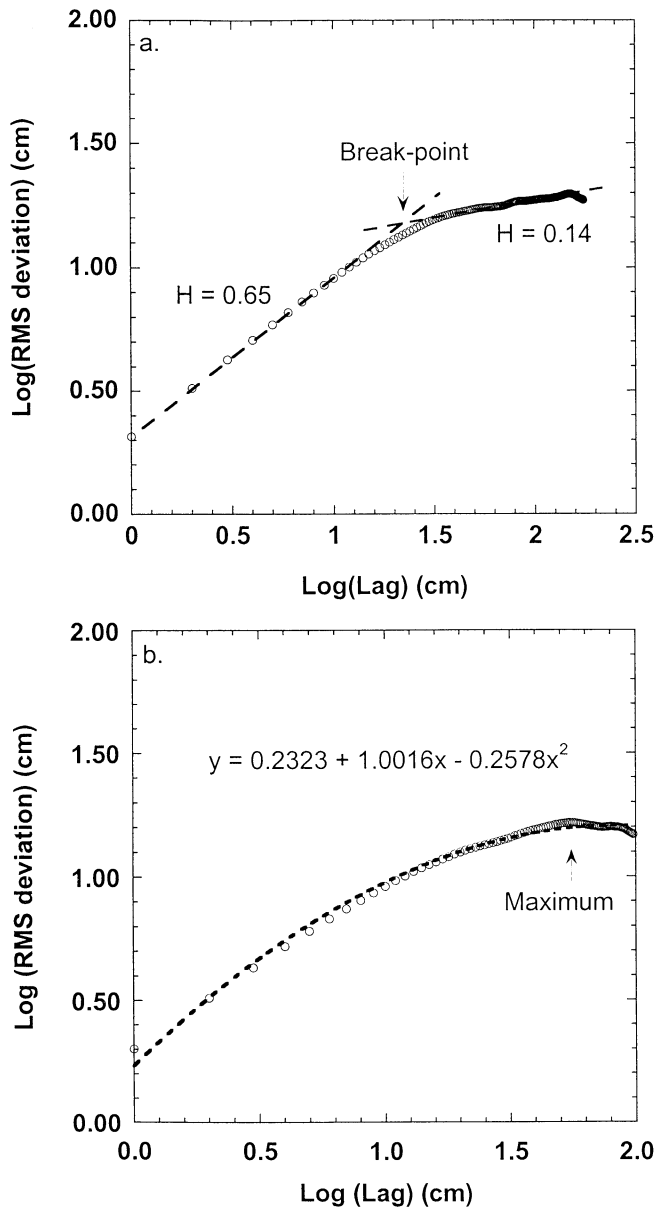 2.00
a.
1.50
Break-point
1.00
H = 0.14
H = 0.65
0.50
0.00
0 0.5 1.0 1.5 2.0 2.5
Log(RMS deviation) (cm)
Log(Lag) (cm)
2.00
b.
1.50
y = 0.2323 + 1.0016x - 0.2578x²
1.00
Maximum
0.50
0.00
0.0 0.5 1.0 1.5 2.0
Log (RMS deviation) (cm)
Log (Lag) (cm)